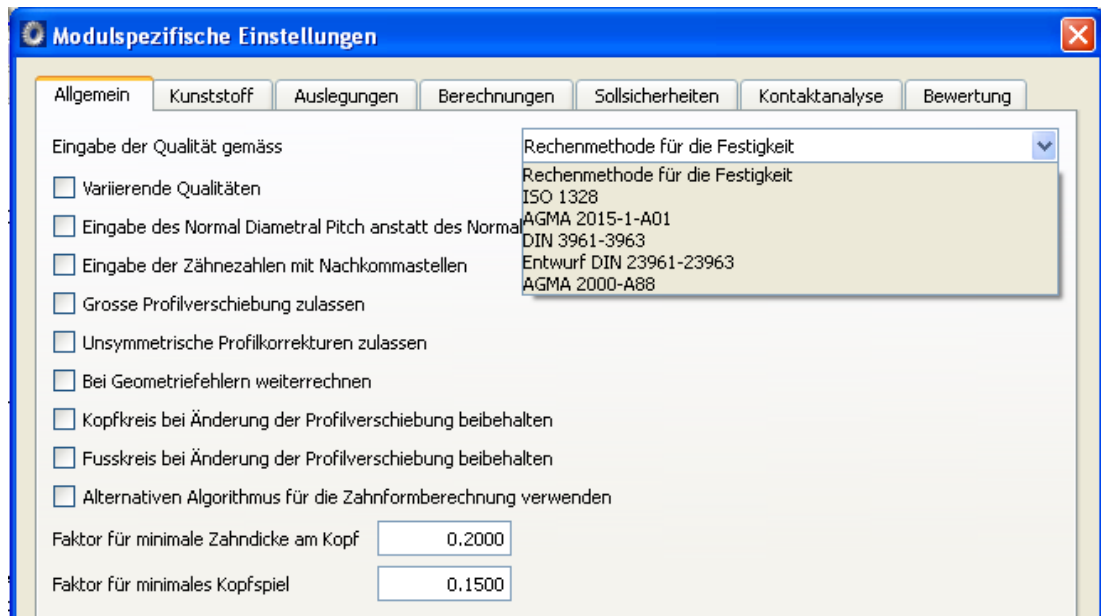 Modulspezifische Einstellungen
Allgemein Kunststoff Auslegungen Berechnungen Sollsicherheiten Kontaktanalyse Bewertung
Eingabe der Qualität gemäss Rechenmethode für die Festigkeit
Rechenmethode für die Festigkeit
ISO 1328
AGMA 2015-1-A01
DIN 3961-3963
Entwurf DIN 23961-23963
AGMA 2000-A88
Variierende Qualitäten
Eingabe des Normal Diametral Pitch anstatt des Normal
Eingabe der Zähnezahlen mit Nachkommastellen
Grosse Profilverschiebung zulassen
Unsymmetrische Profilkorrekturen zulassen
Bei Geometriefehlern weiterrechnen
Kopfkreis bei Änderung der Profilverschiebung beibehalten
Fusskreis bei Änderung der Profilverschiebung beibehalten
Alternativen Algorithmus für die Zahnformberechnung verwenden
Faktor für minimale Zahndicke am Kopf 0.2000
Faktor für minimales Kopfspiel 0.1500